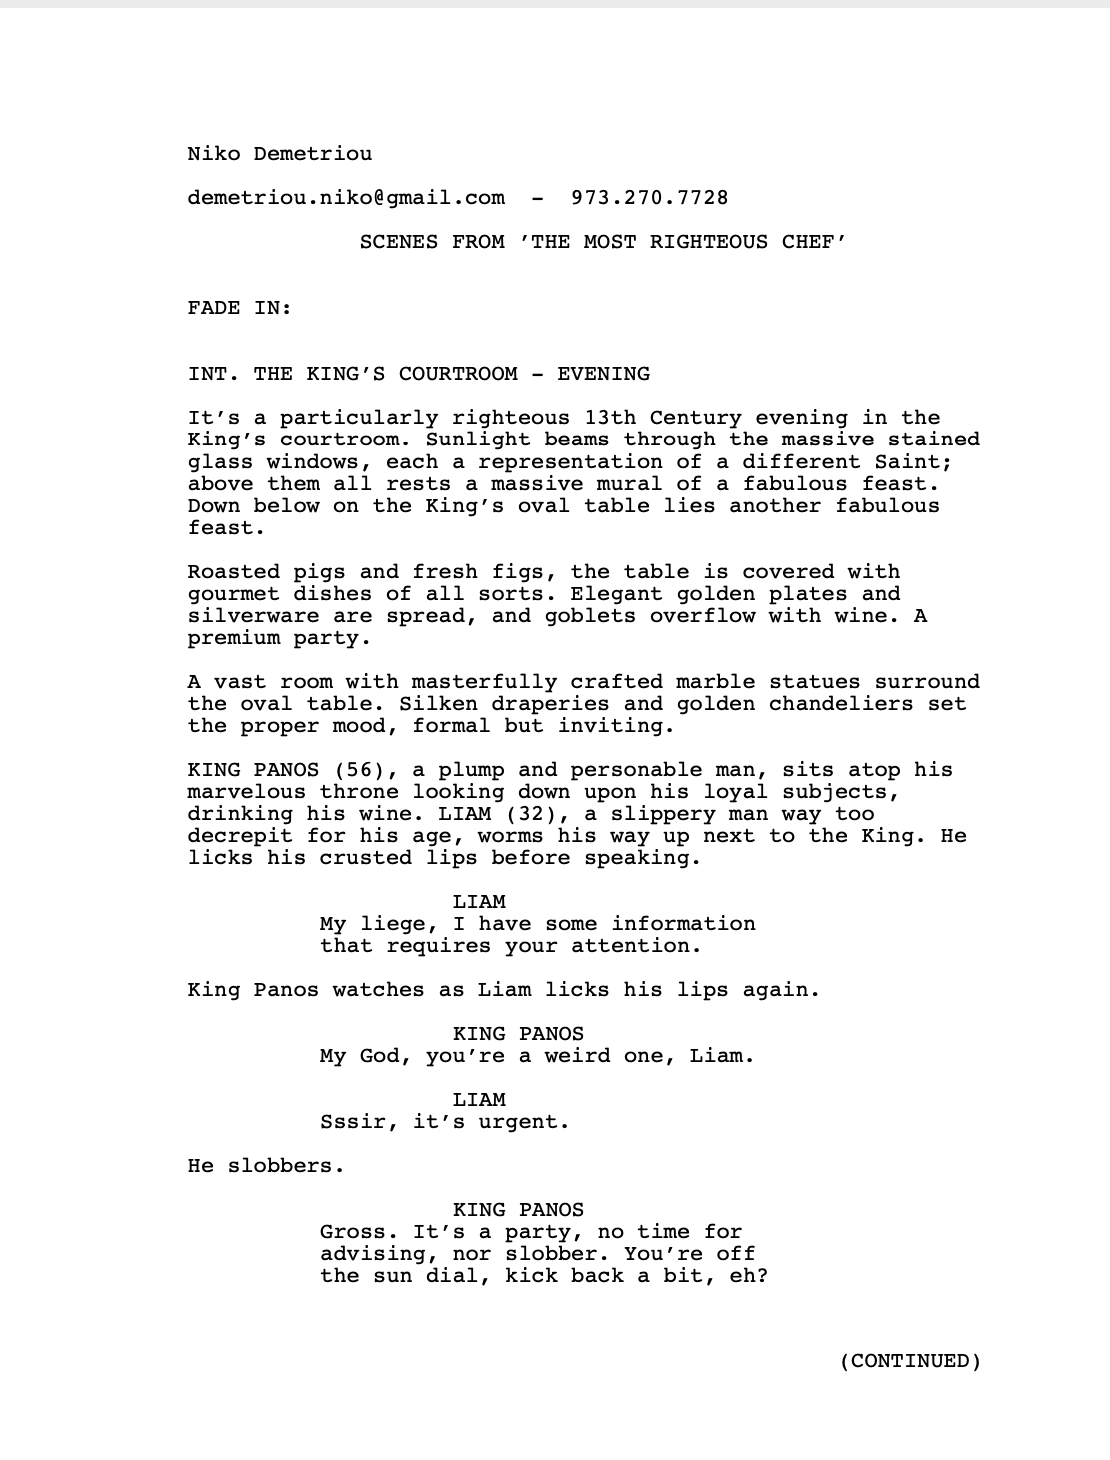 Niko Demetriou
demetriou.niko@gmail.com - 973.270.7728
SCENES FROM 'THE MOST RIGHTEOUS CHEF'
FADE IN:
INT. THE KING'S COURTROOM - EVENING
It's a particularly righteous 13th Century evening in the
King's courtroom. Sunlight beams through the massive stained
glass windows, each a representation of a different Saint;
above them all rests a massive mural of a fabulous feast.
Down below on the King's oval table lies another fabulous
feast.
Roasted pigs and fresh figs, the table is covered with
gourmet dishes of all sorts. Elegant golden plates and
silverware are spread, and goblets overflow with wine. A
premium party.
A vast room with masterfully crafted marble statues surround
the oval table. Silken draperies and golden chandeliers set
the proper mood, formal but inviting.
KING PANOS (56), a plump and personable man, sits atop his
marvelous throne looking down upon his loyal subjects,
drinking his wine. LIAM (32), a slippery man way too
decrepit for his age, worms his way up next to the King. He
licks his crusted lips before speaking.
LIAM
My liege, I have some information
that requires your attention.
King Panos watches as Liam licks his lips again.
KING PANOS
My God, you're a weird one, Liam.
LIAM
Sssir, it's urgent.
He slobbers.
KING PANOS
Gross. It's a party, no time for
advising, nor slobber. You're off
the sun dial, kick back a bit, eh?
(CONTINUED)